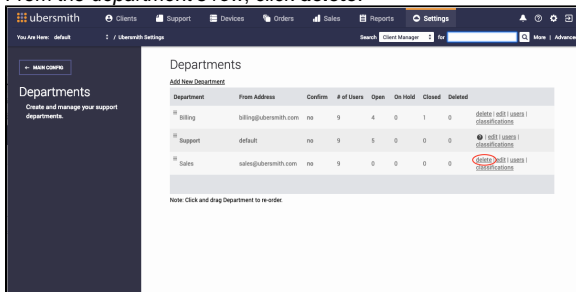 From the department's row, click delete.
ubersmith Clients Support Devices Orders Sales Reports Settings
You Are Here: default / Ubersmith Settings Search Client Manager for More | Advanced
← MAIN CONFIG
Departments
Create and manage your support
departments.
Departments
Add New Department
Department From Address Confirm # of Users Open On Hold Closed Deleted
Billing billing@ubersmith.com no 9 4 0 1 0 delete | edit | users |
classifications
Support default no 9 5 0 0 0 | edit | users |
classifications
Sales sales@ubersmith.com no 9 0 0 0 0 delete | edit | users |
classifications
Note: Click and drag Department to re-order.